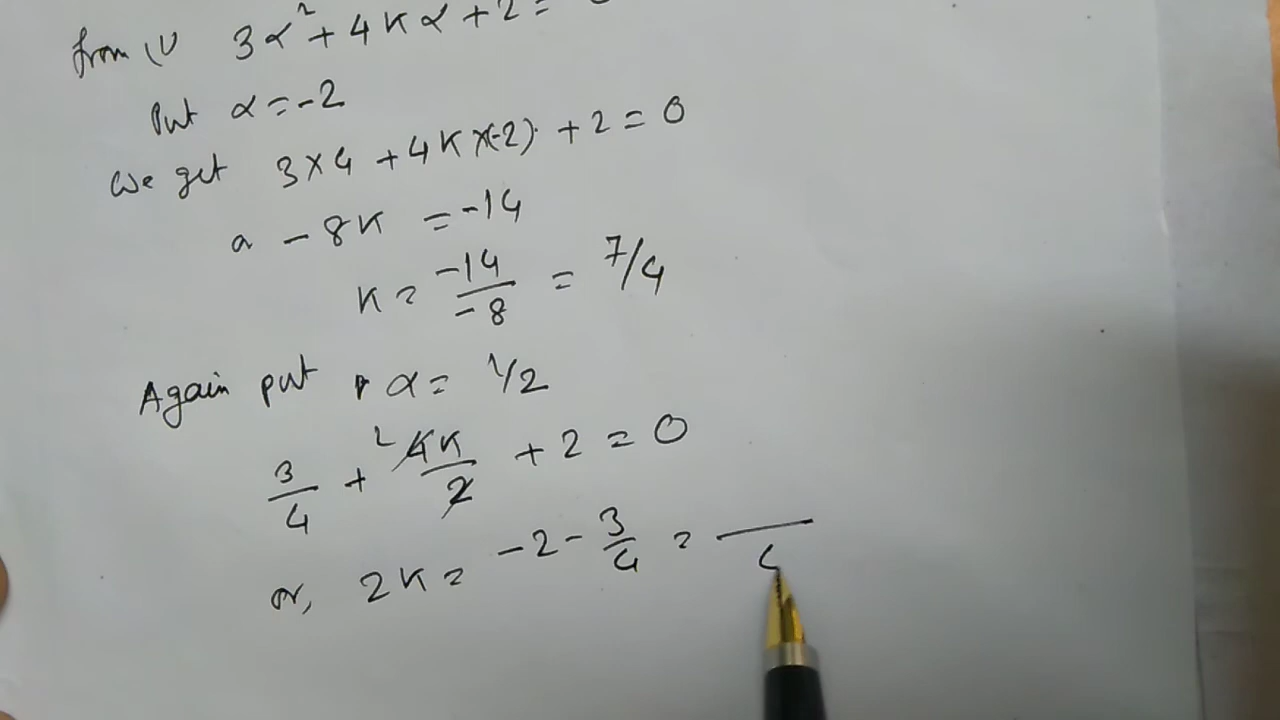 from (1) 3α² + 4Kα + 2 =
Put α = -2
We get 3×4 + 4K×(-2) + 2 = 0
a -8K = -14
K = -14/-8 = 7/4
Again put α = 1/2
3/4 + 2 4K/2 + 2 = 0
or, 2K = -2 - 3/4 = /4